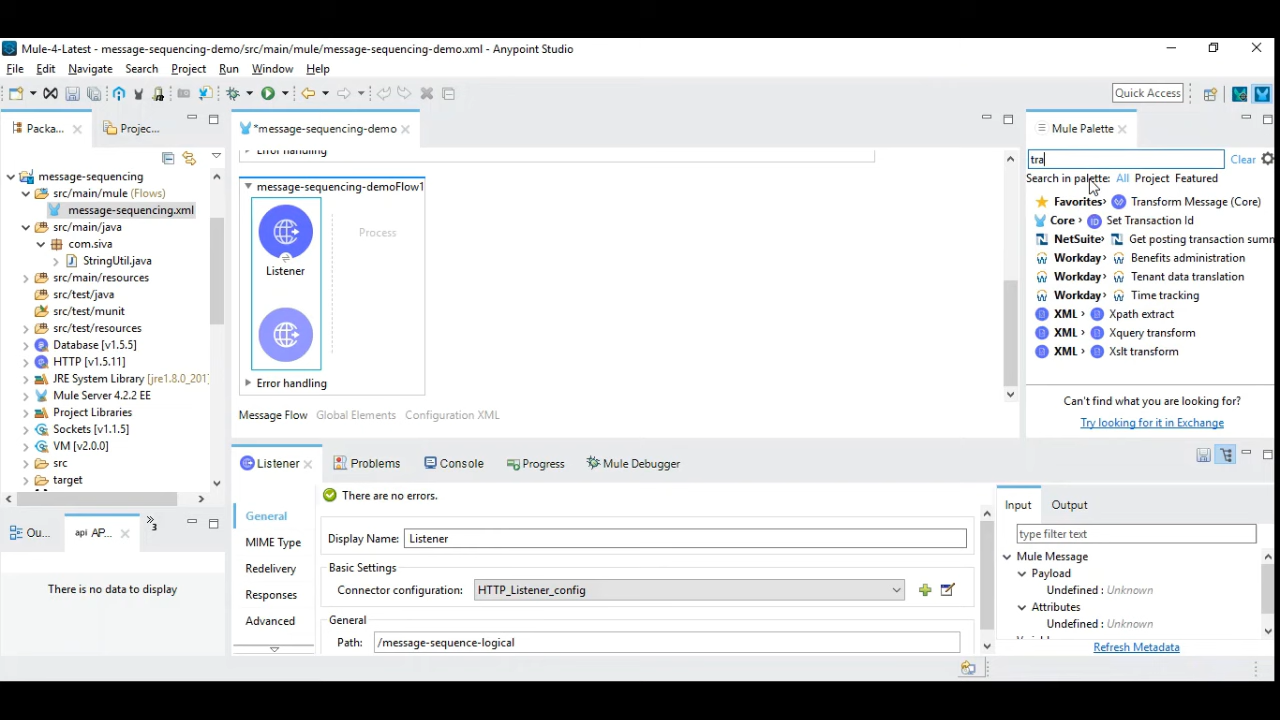 Mule-4-Latest - message-sequencing-demo/src/main/mule/message-sequencing-demo.xml - Anypoint Studio
File Edit Navigate Search Project Run Window Help
Quick Access
Packa...
Projec...
message-sequencing
src/main/mule (Flows)
message-sequencing.xml
src/main/java
com.siva
StringUtil.java
src/main/resources
src/test/java
src/test/munit
src/test/resources
Database [v1.5.5]
HTTP [v1.5.11]
JRE System Library [jre1.8.0_201]
Mule Server 4.2.2 EE
Project Libraries
Sockets [v1.1.5]
VM [v2.0.0]
src
target
Ou...
api AP...
3
There is no data to display
*message-sequencing-demo
Error handling
message-sequencing-demoFlow1
Process
Listener
Error handling
Message Flow Global Elements Configuration XML
Mule Palette
tra
Clear
Search in palette: All Project Featured
Favorites› Transform Message (Core)
Core › Set Transaction Id
NetSuite› Get posting transaction summ
Workday› Benefits administration
Workday› Tenant data translation
Workday› Time tracking
XML › Xpath extract
XML › Xquery transform
XML › Xslt transform
Can't find what you are looking for?
Try looking for it in Exchange
Listener
Problems
Console
Progress
Mule Debugger
There are no errors.
General
MIME Type
Redelivery
Responses
Advanced
Display Name: Listener
Basic Settings
Connector configuration: HTTP_Listener_config
General
Path: /message-sequence-logical
Input Output
type filter text
Mule Message
Payload
Undefined : Unknown
Attributes
Undefined : Unknown
Refresh Metadata